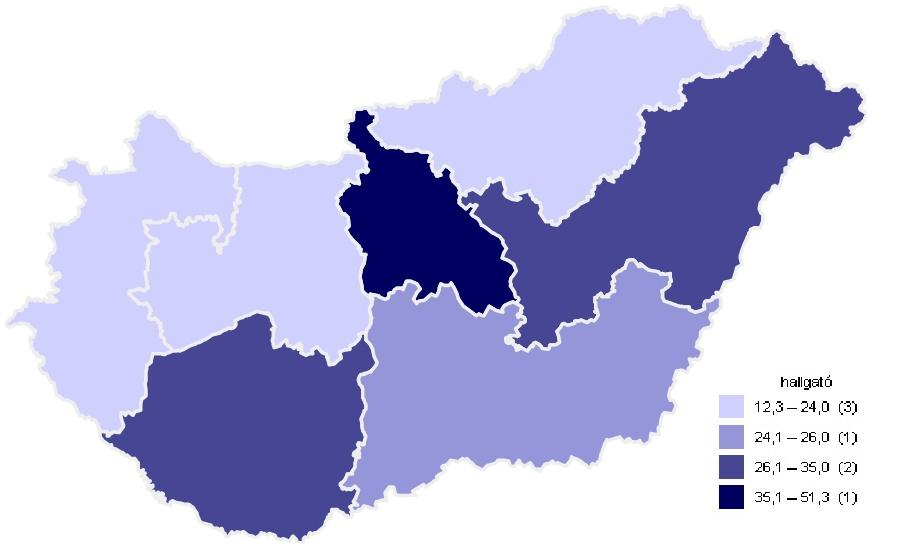 hallgató
12,3 – 24,0 (3)
24,1 – 26,0 (1)
26,1 – 35,0 (2)
35,1 – 51,3 (1)